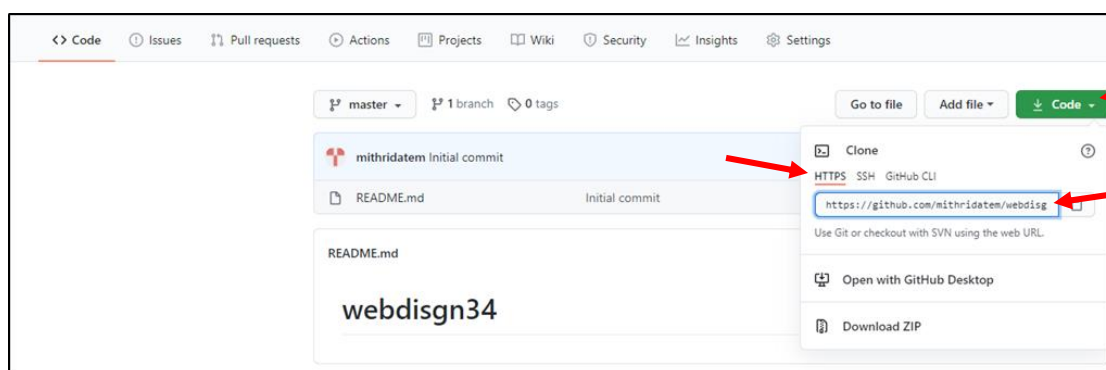 Code Issues Pull requests Actions Projects Wiki Security Insights Settings
master 1 branch 0 tags Go to file Add file Code
mithridatem Initial commit
README.md Initial commit
README.md
webdisgn34
Clone
HTTPS SSH GitHub CLI
https://github.com/mithridatem/webdisg
Use Git or checkout with SVN using the web URL.
Open with GitHub Desktop
Download ZIP